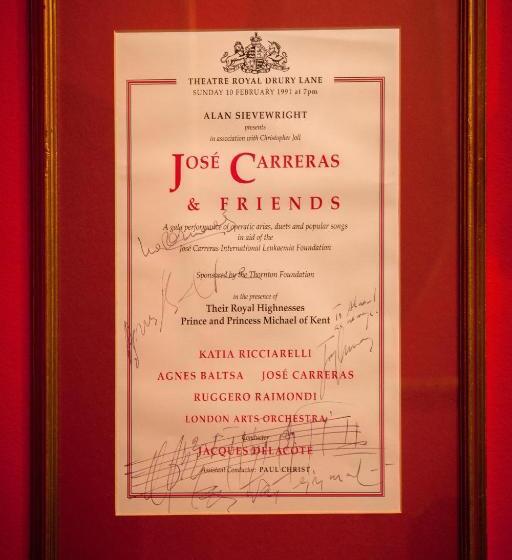 THEATRE ROYAL DRURY LANE
SUNDAY 10 FEBRUARY 1991 at 7pm
ALAN SIEVEWRIGHT
presents
in association with Christopher Joll
JOSÉ CARRERAS
& FRIENDS
A gala performance of operatic arias, duets and popular songs
in aid of the
José Carreras International Leukaemia Foundation
Sponsored by the Thornton Foundation
in the presence of
Their Royal Highnesses
Prince and Princess Michael of Kent
KATIA RICCIARELLI
AGNES BALTSA JOSÉ CARRERAS
RUGGERO RAIMONDI
LONDON ARTS ORCHESTRA
Conductor
JACQUES DELACÔTE
Assistant Conductor: PAUL CHRIST